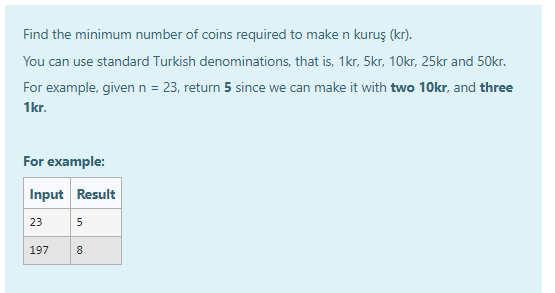 Find the minimum number of coins required to make n kuruş (kr).
You can use standard Turkish denominations, that is, 1kr, 5kr, 10kr, 25kr and 50kr.
For example, given n = 23, return 5 since we can make it with two 10kr, and three
1kr.
For example:
Input Result
23 5
197 8